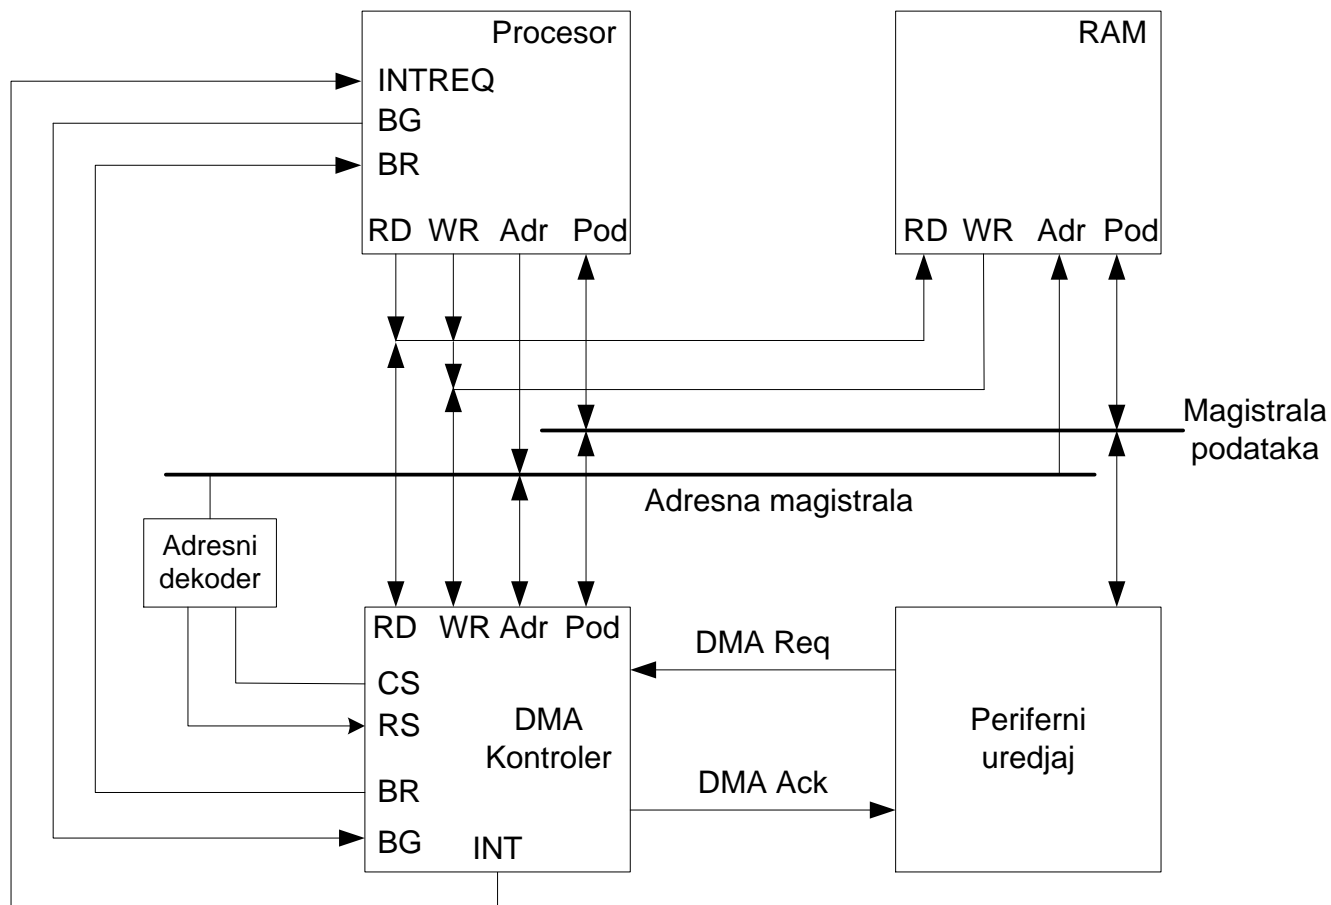 Procesor
RAM
INTREQ
BG
BR
RD WR Adr Pod
RD WR Adr Pod
Magistrala
podataka
Adresna magistrala
Adresni
dekoder
RD WR Adr Pod
DMA Req
CS
RS
DMA
Kontroler
Periferni
uredjaj
DMA Ack
BR
BG
INT